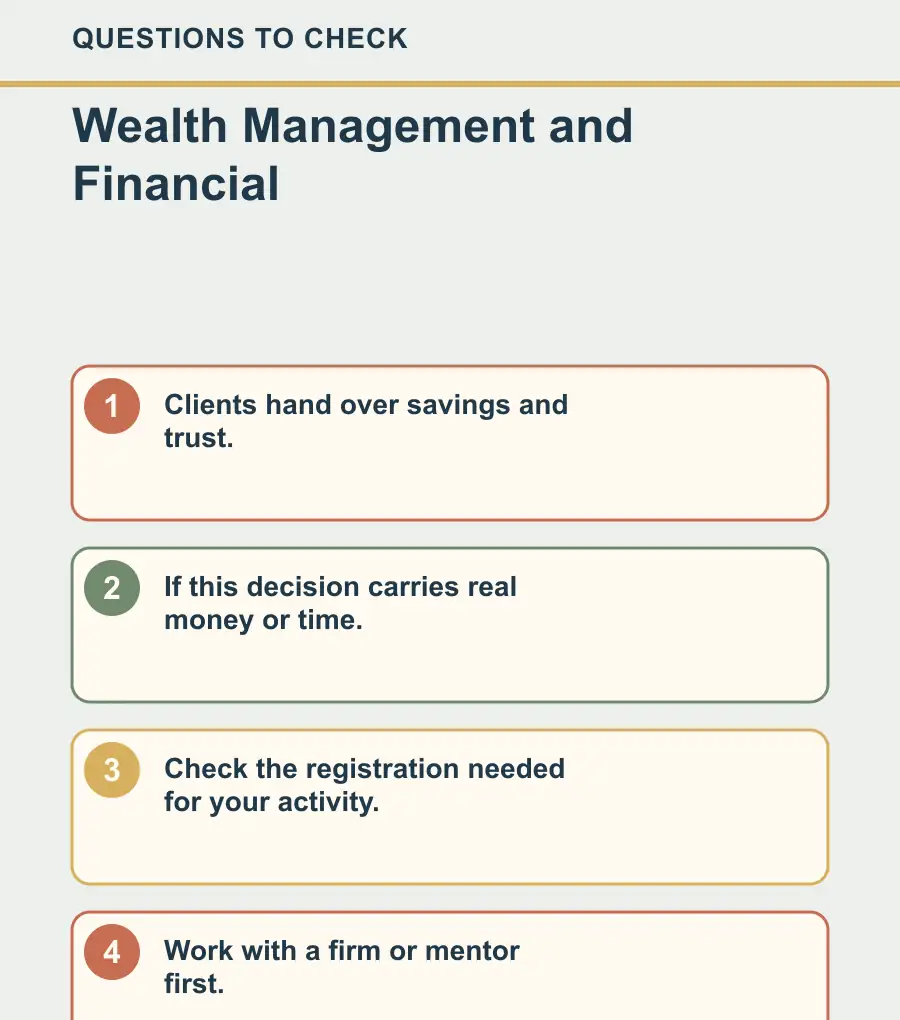 QUESTIONS TO CHECK
Wealth Management and
Financial
1
Clients hand over savings and
trust.
2
If this decision carries real
money or time.
3
Check the registration needed
for your activity.
4
Work with a firm or mentor
first.